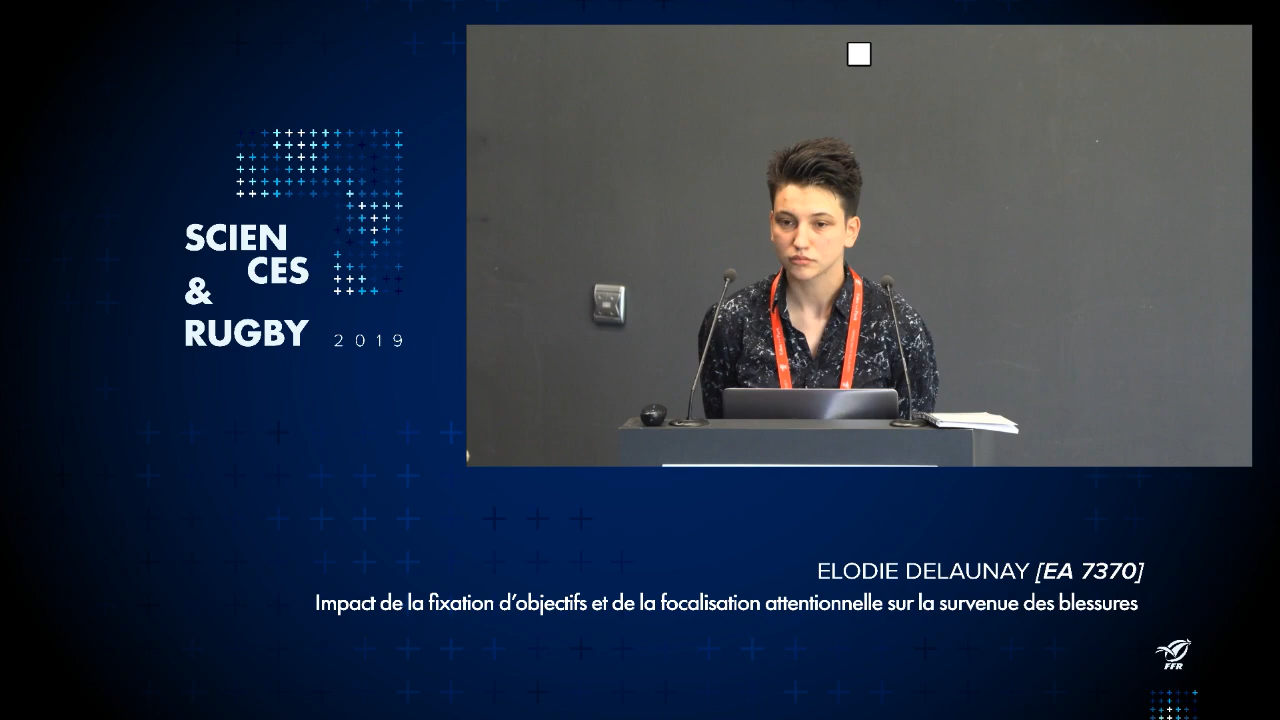 SCIEN
CES
&
RUGBY 2019
ELODIE DELAUNAY [EA 7370]
Impact de la fixation d'objectifs et de la focalisation attentionnelle sur la survenue des blessures
FFR